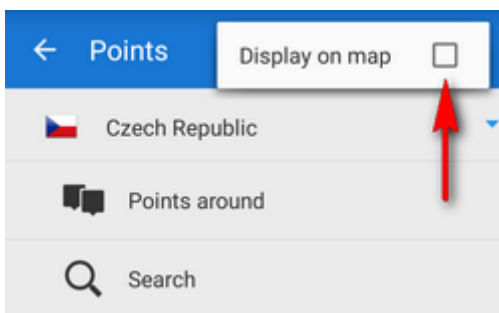 Points
Display on map
Czech Republic
Points around
Search